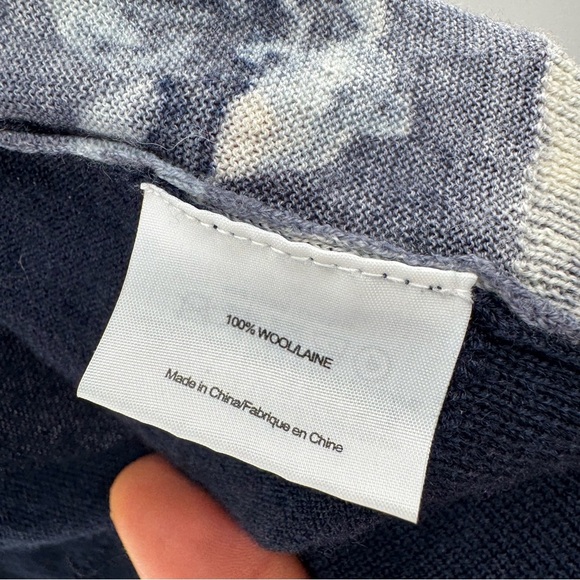 100% WOOL/LAINE
Made in China/Fabrique en Chine